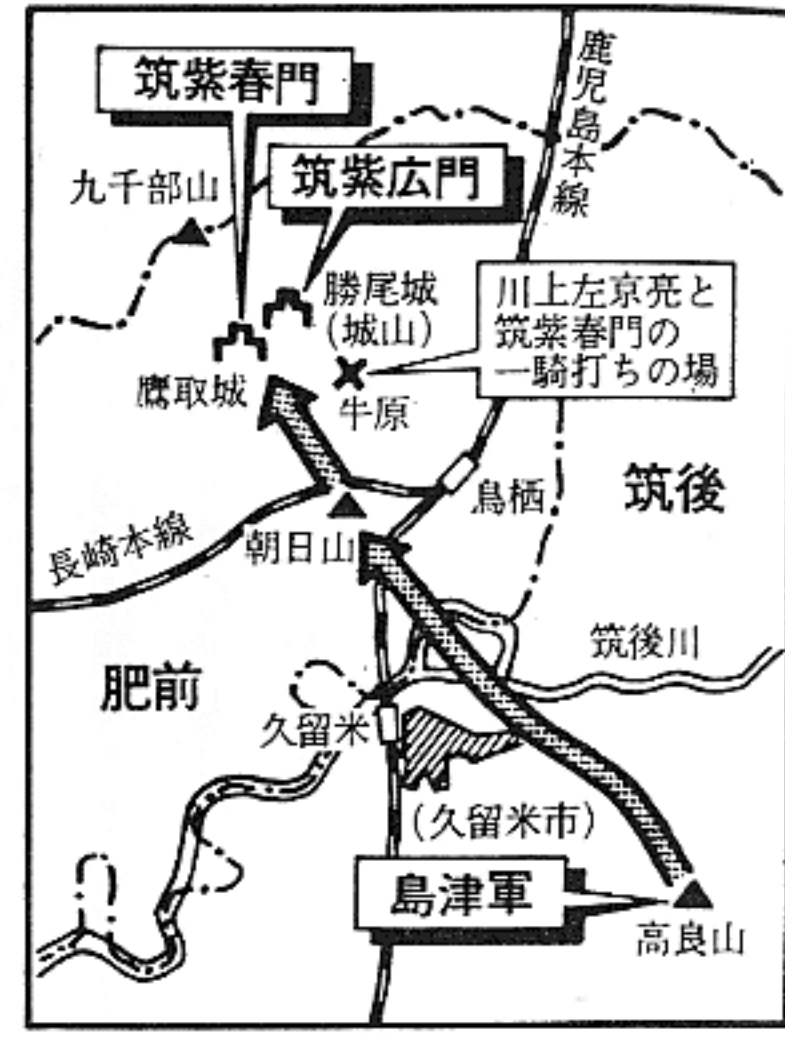 筑紫春門
鹿児島本線
九千部山
筑紫広門
勝尾城
(城山)
川上左京亮と
筑紫春門の
一騎打ちの場
鷹取城
牛原
鳥栖
筑後
長崎本線
朝日山
筑後川
肥前
久留米
(久留米市)
島津軍
高良山